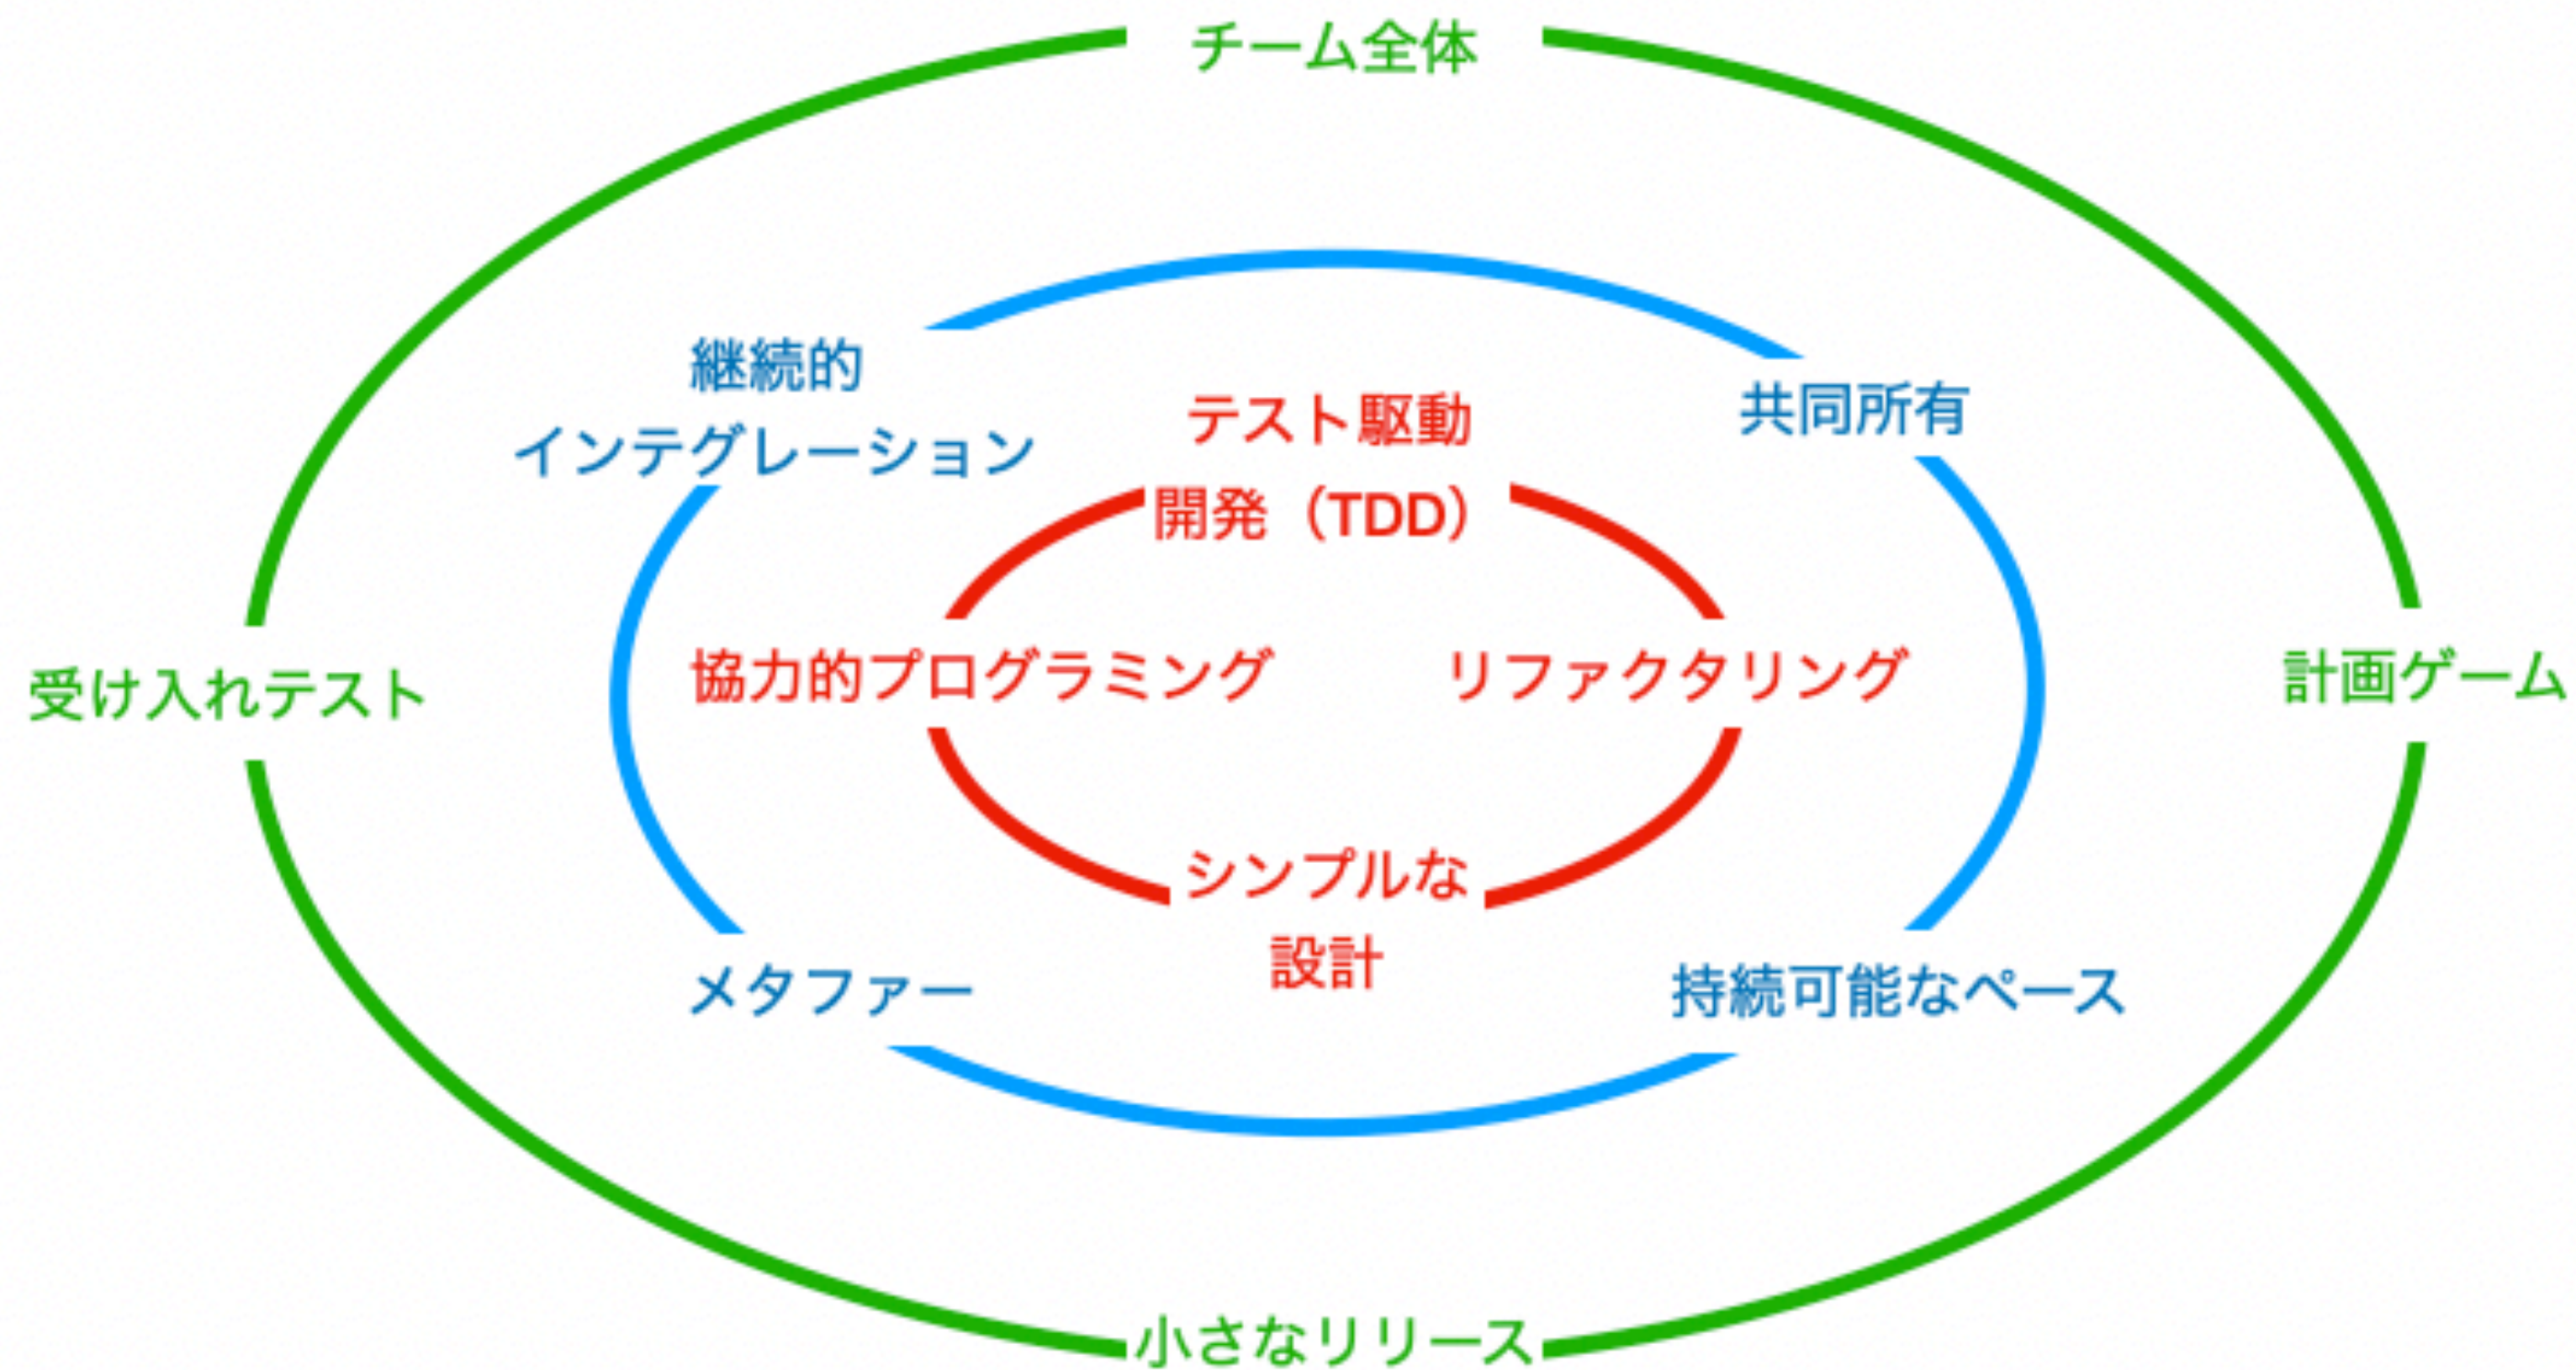 チーム全体
継続的
インテグレーション
共同所有
テスト駆動
開発（TDD）
受け入れテスト
協力的プログラミング
リファクタリング
計画ゲーム
シンプルな
設計
メタファー
持続可能なペース
小さなリリース